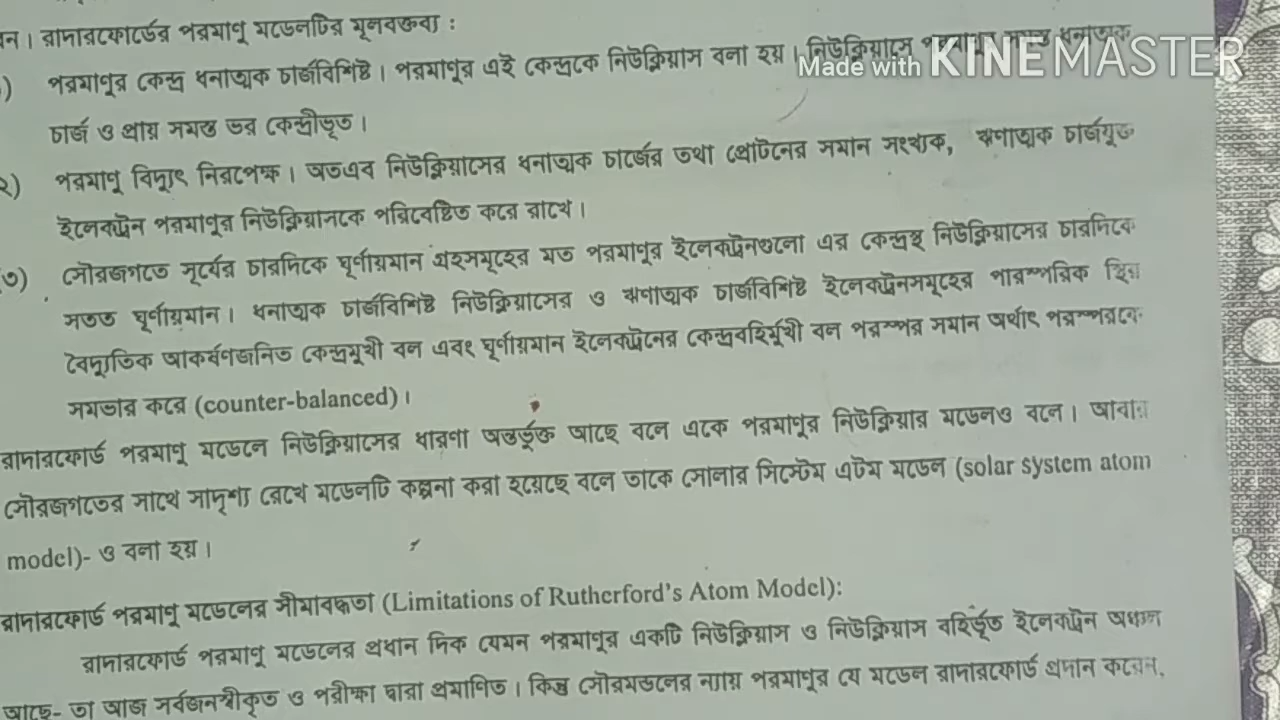 ন। রাদারফোর্ডের পরমাণু মডেলটির মূলবক্তব্য :
) পরমাণুর কেন্দ্র ধনাত্মক চার্জবিশিষ্ট। পরমাণুর এই কেন্দ্রকে নিউক্লিয়াস বলা হয়। নিউক্লিয়াসে পরমাণুর সমস্ত ধনাত্মক
Made with KINEMASTER
চার্জ ও প্রায় সমস্ত ভর কেন্দ্রীভূত।
২) পরমাণু বিদ্যুৎ নিরপেক্ষ। অতএব নিউক্লিয়াসের ধনাত্মক চার্জের তথা প্রোটনের সমান সংখ্যক, ঋণাত্মক চার্জযুক্ত
ইলেকট্রন পরমাণুর নিউক্লিয়াসকে পরিবেষ্টিত করে রাখে।
৩) সৌরজগতে সূর্যের চারদিকে ঘূর্ণায়মান গ্রহসমূহের মত পরমাণুর ইলেকট্রনগুলো এর কেন্দ্রস্থ নিউক্লিয়াসের চারদিকে
সতত ঘূর্ণায়মান। ধনাত্মক চার্জবিশিষ্ট নিউক্লিয়াসের ও ঋণাত্মক চার্জবিশিষ্ট ইলেকট্রনসমূহের পারস্পরিক স্থির
বৈদ্যুতিক আকর্ষণজনিত কেন্দ্রমুখী বল এবং ঘূর্ণায়মান ইলেকট্রনের কেন্দ্রবহির্মুখী বল পরস্পর সমান অর্থাৎ পরস্পরকে
সমভার করে (counter-balanced)।
রাদারফোর্ড পরমাণু মডেলে নিউক্লিয়াসের ধারণা অন্তর্ভূক্ত আছে বলে একে পরমাণুর নিউক্লিয়ার মডেলও বলে। আবার
সৌরজগতের সাথে সাদৃশ্য রেখে মডেলটি কল্পনা করা হয়েছে বলে তাকে সোলার সিস্টেম এটম মডেল (solar system atom
model)- ও বলা হয়।
রাদারফোর্ড পরমাণু মডেলের সীমাবদ্ধতা (Limitations of Rutherford's Atom Model):
রাদারফোর্ড পরমাণু মডেলের প্রধান দিক যেমন পরমাণুর একটি নিউক্লিয়াস ও নিউক্লিয়াস বহির্ভূত ইলেকট্রন অঞ্চল
আছে- তা আজ সর্বজনস্বীকৃত ও পরীক্ষা দ্বারা প্রমাণিত। কিন্তু সৌরমন্ডলের ন্যায় পরমাণুর যে মডেল রাদারফোর্ড প্রদান করেন,